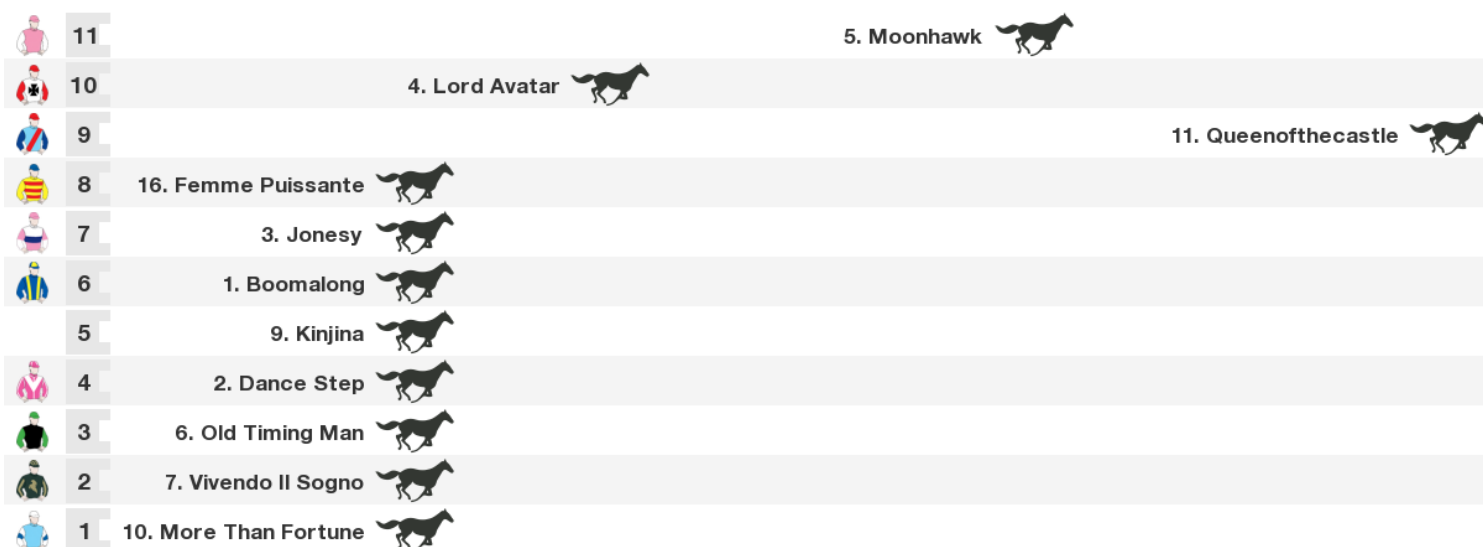 11 5. Moonhawk
10 4. Lord Avatar
9 11. Queenofthecastle
8 16. Femme Puissante
7 3. Jonesy
6 1. Boomalong
5 9. Kinjina
4 2. Dance Step
3 6. Old Timing Man
2 7. Vivendo Il Sogno
1 10. More Than Fortune